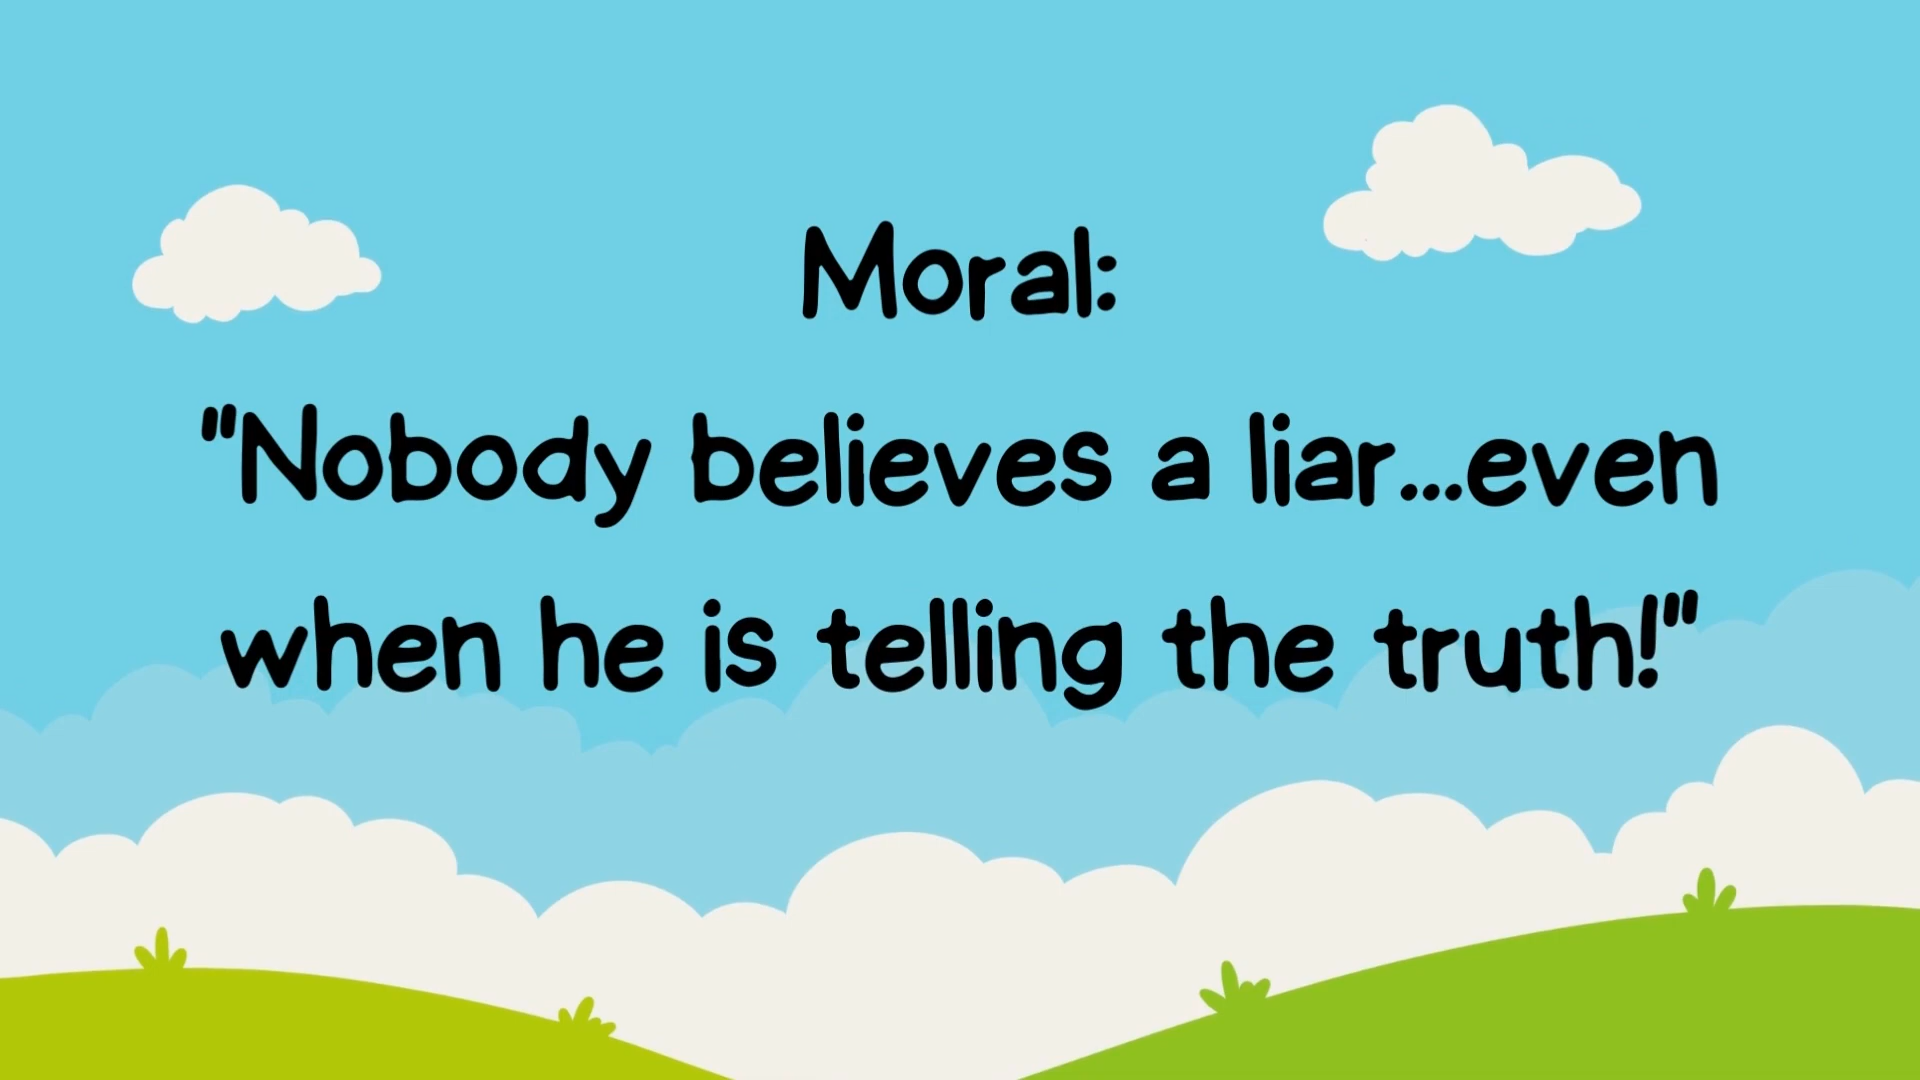 Moral:
"Nobody believes a liar...even
when he is telling the truth!"